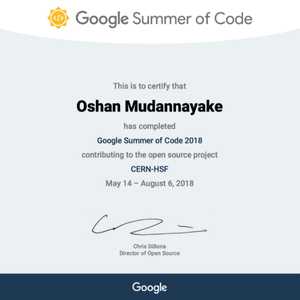 Google Summer of Code
This is to certify that
Oshan Mudannayake
has completed
Google Summer of Code 2018
contributing to the open source project
CERN-HSF
May 14 – August 6, 2018
Chris DiBona
Director of Open Source
Google